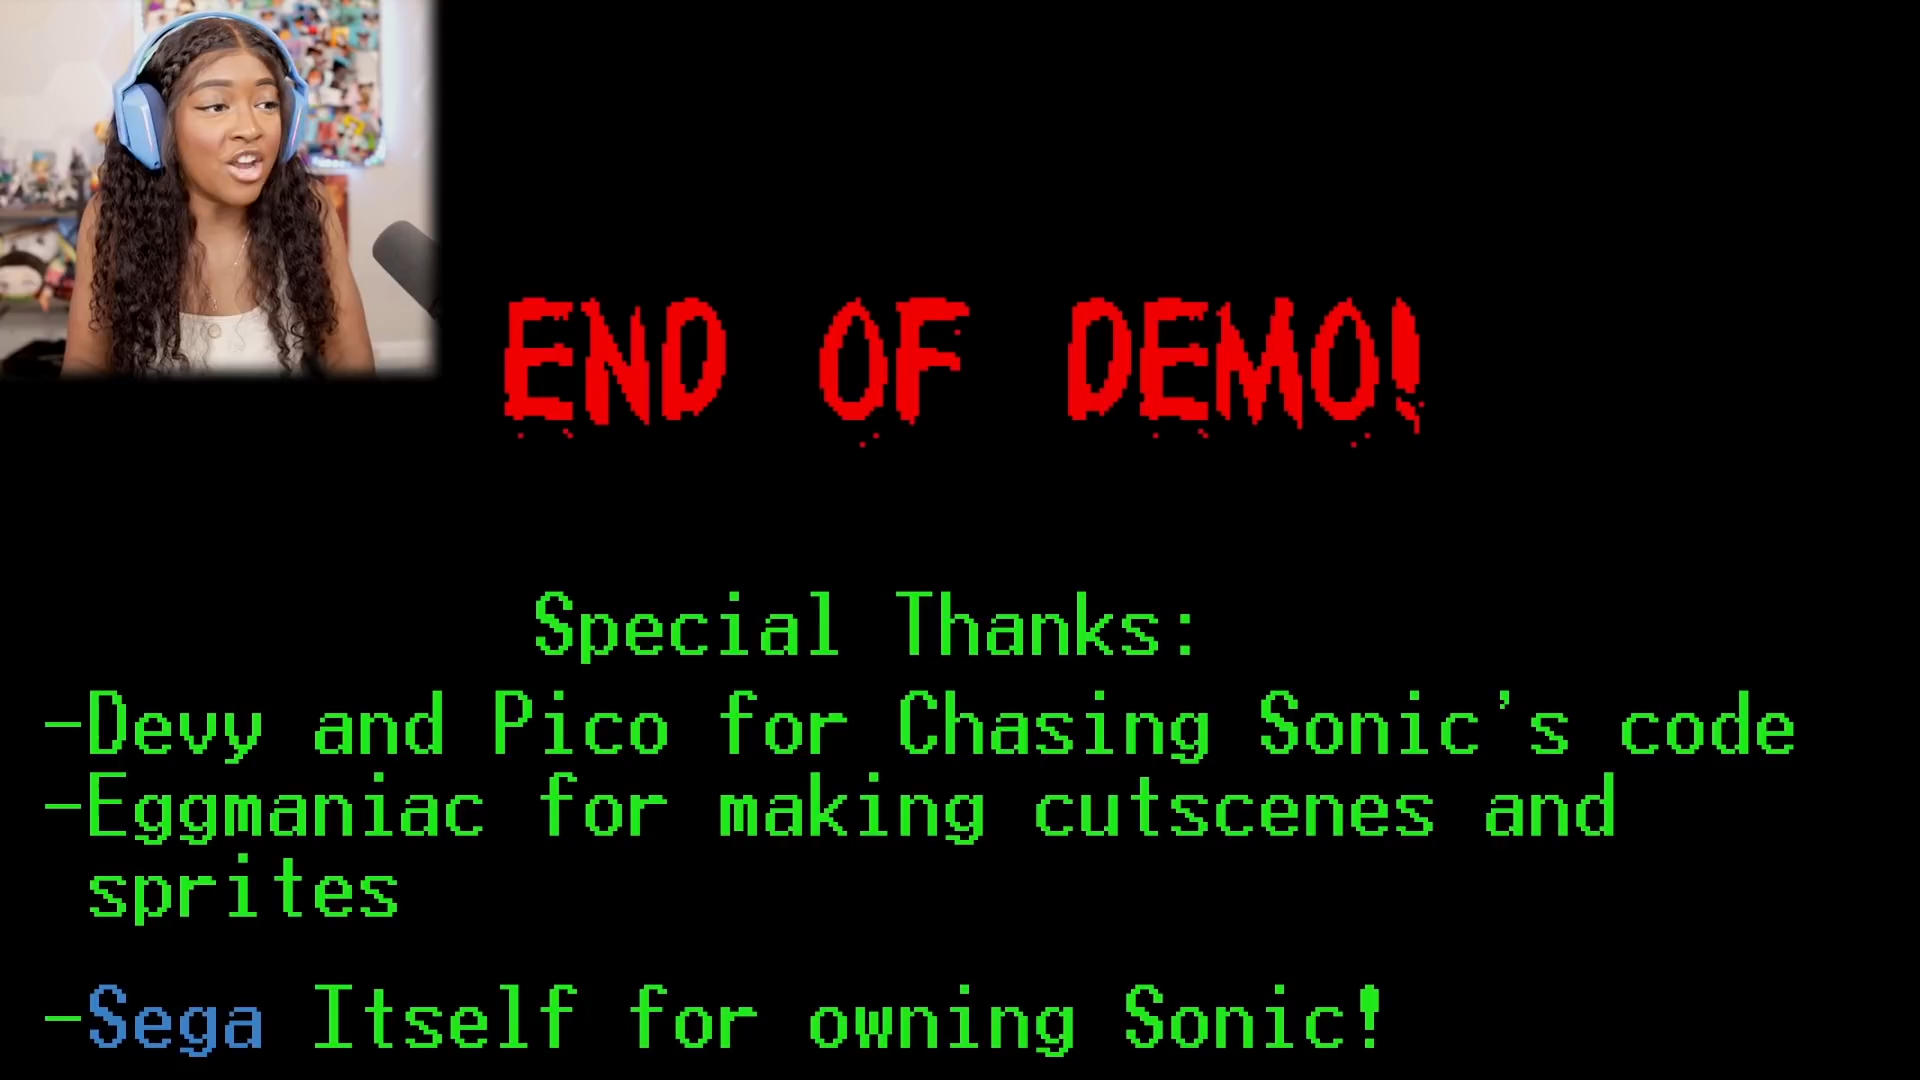 END OF DEMO!
Special Thanks:
-Devy and Pico for Chasing Sonic's code
-Eggmaniac for making cutscenes and
sprites
-Sega Itself for owning Sonic!